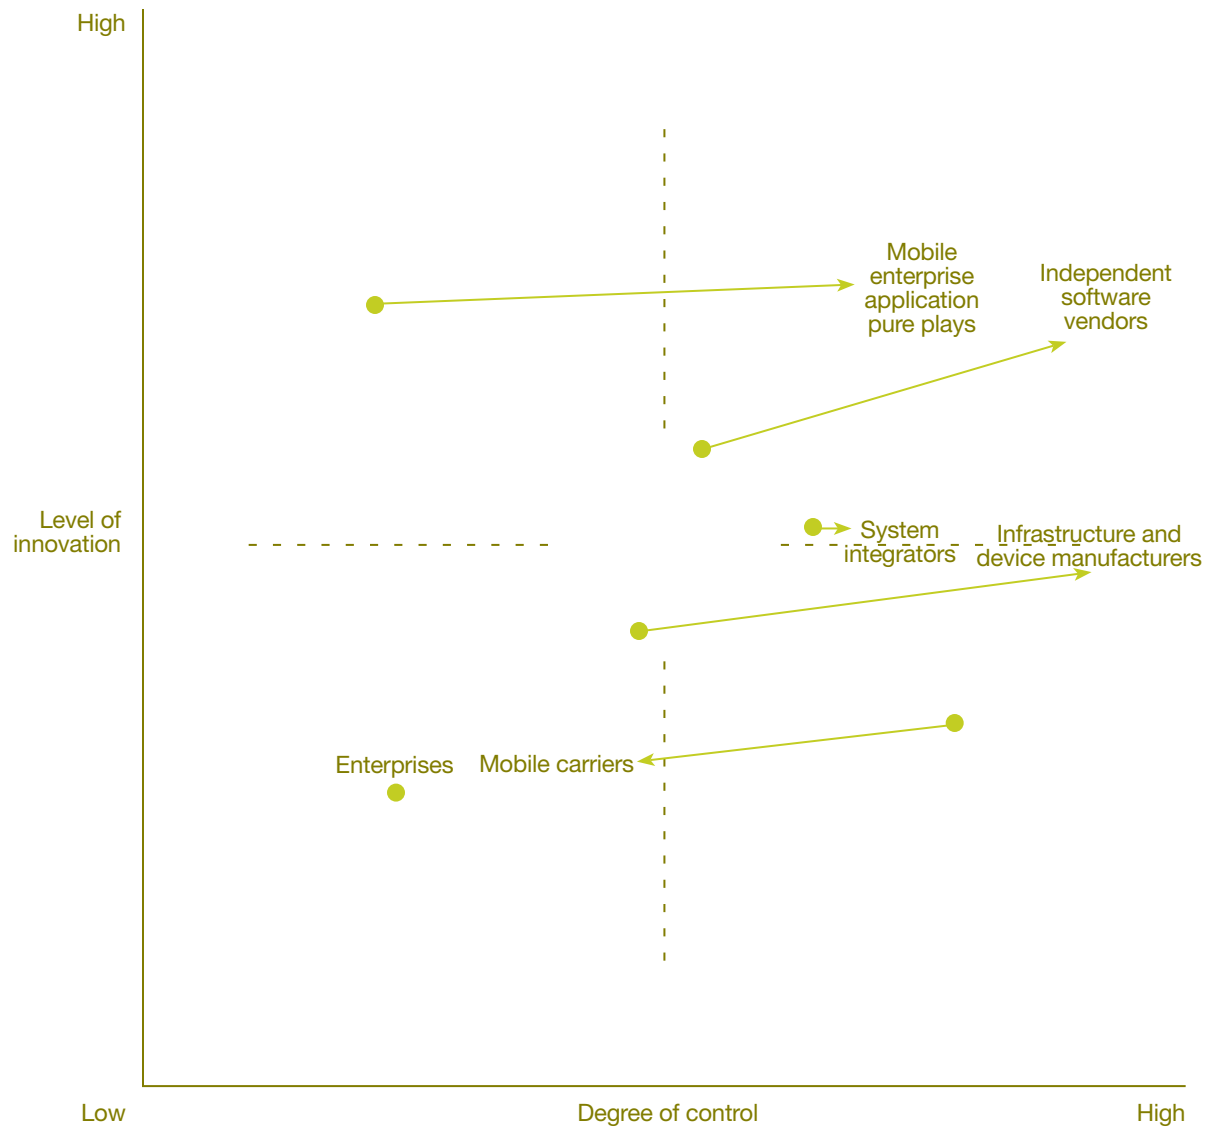 High
Mobile
enterprise
application
pure plays
Independent
software
vendors
Level of
innovation
System
integrators
Infrastructure and
device manufacturers
Enterprises
Mobile carriers
Low
Degree of control
High